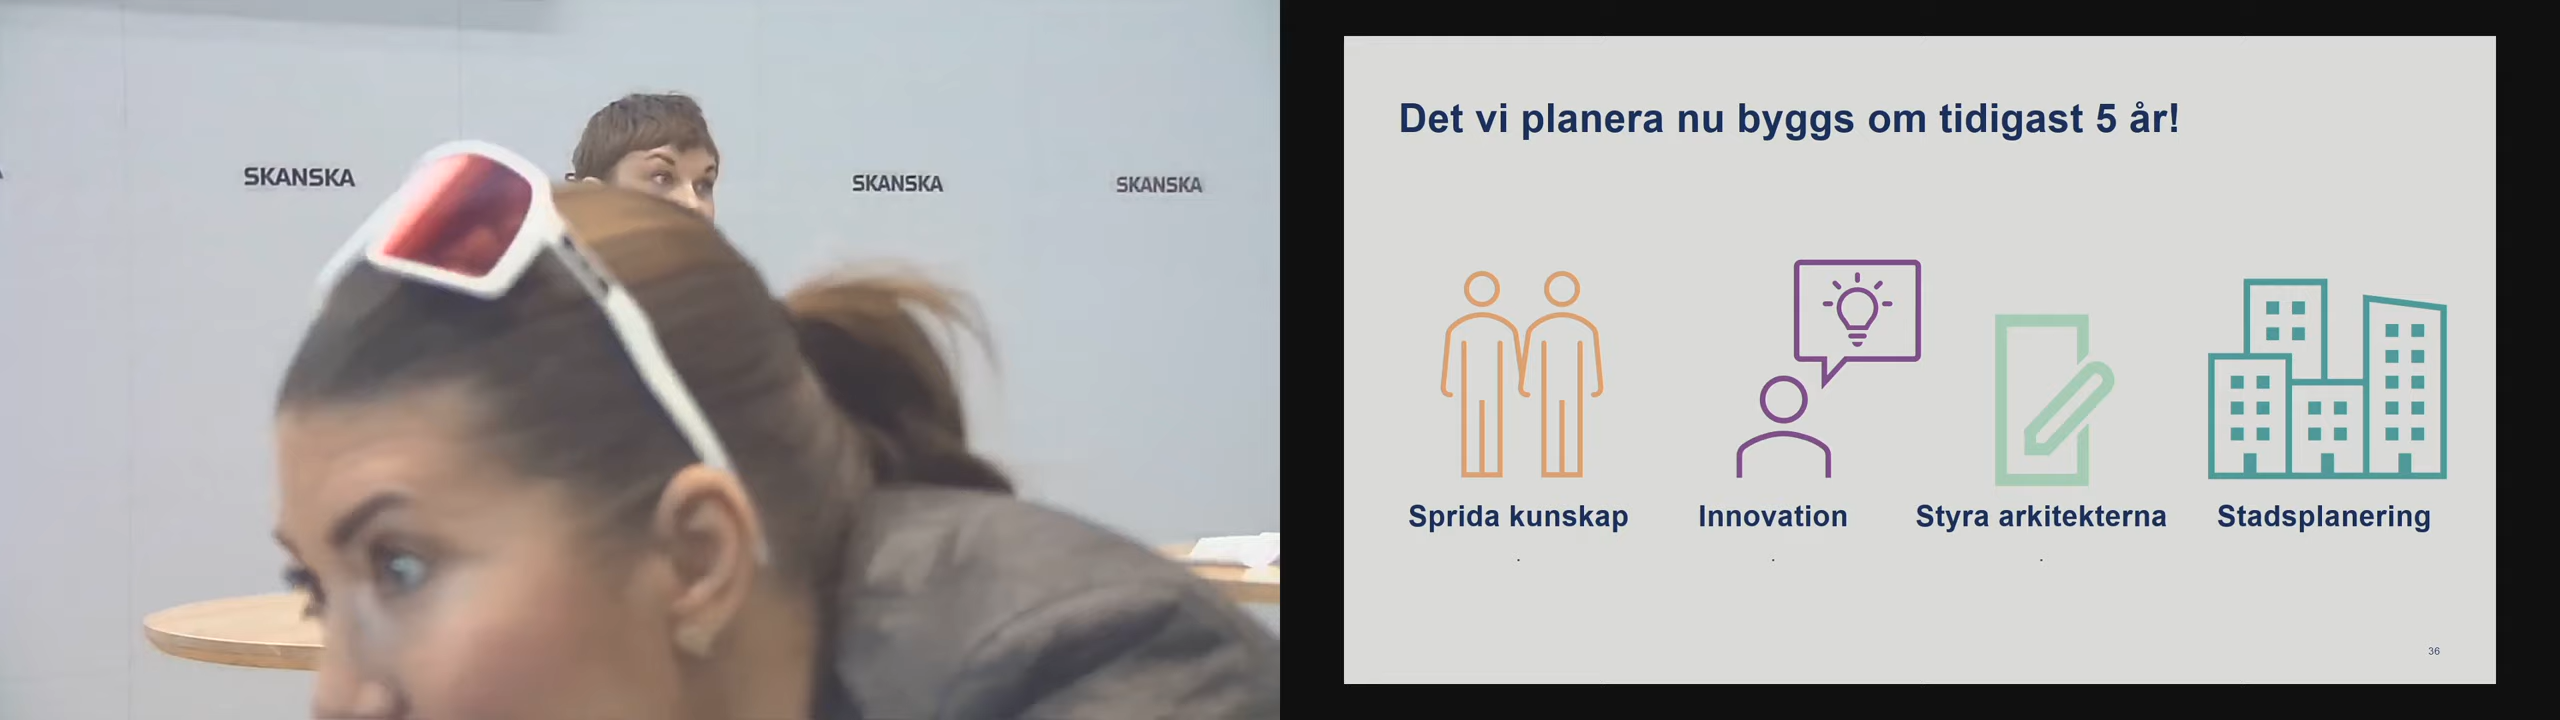 SKANSKA
SKANSKA
SKANSKA
Det vi planera nu byggs om tidigast 5 år!
Sprida kunskap
Innovation
Styra arkitekterna
Stadsplanering
36